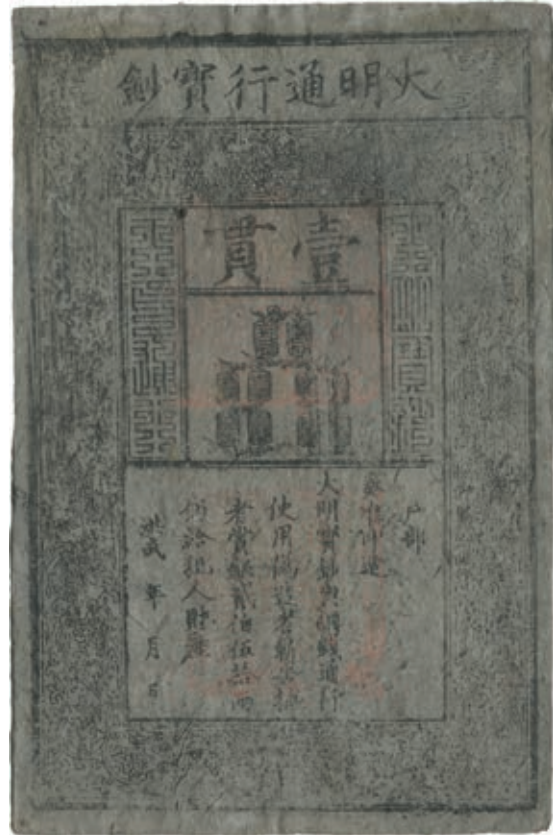 大明通行寶鈔
壹貫
戶部
奏准印造
大明寶鈔與銅錢通行
使用偽造者斬告捕
者賞銀貳伯伍拾兩
仍給犯人財產
洪武 年 月 日